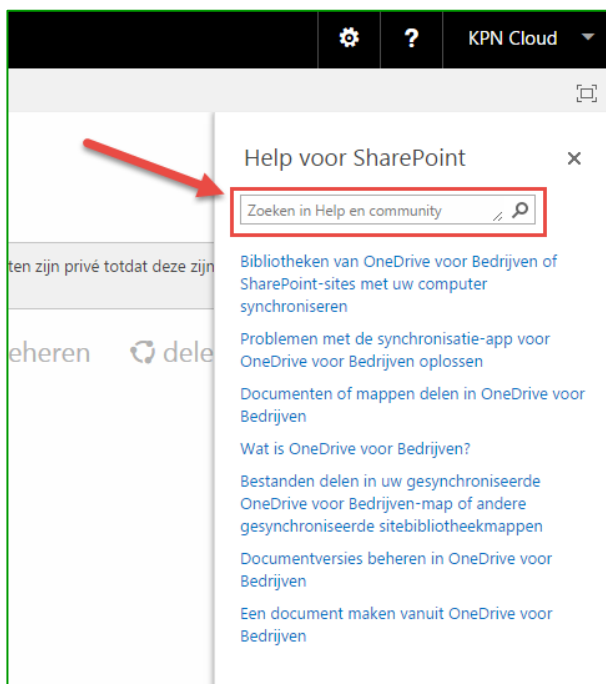 ? KPN Cloud
Help voor SharePoint
Zoeken in Help en community
ten zijn privé totdat deze zijn
eheren dele
Bibliotheken van OneDrive voor Bedrijven of
SharePoint-sites met uw computer
synchroniseren
Problemen met de synchronisatie-app voor
OneDrive voor Bedrijven oplossen
Documenten of mappen delen in OneDrive voor
Bedrijven
Wat is OneDrive voor Bedrijven?
Bestanden delen in uw gesynchroniseerde
OneDrive voor Bedrijven-map of andere
gesynchroniseerde sitebibliotheekmappen
Documentversies beheren in OneDrive voor
Bedrijven
Een document maken vanuit OneDrive voor
Bedrijven